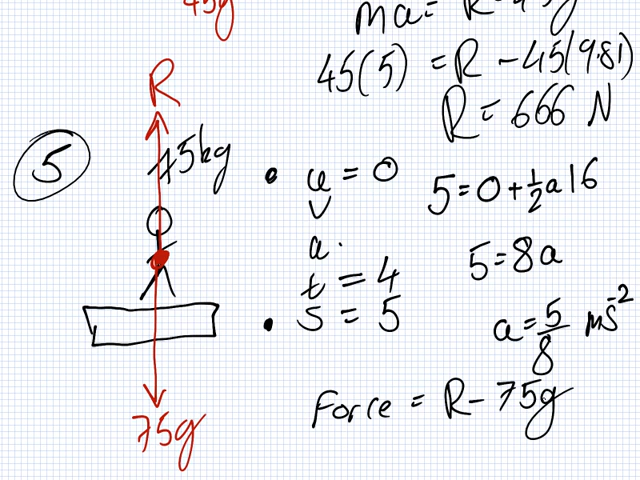 45g
ma = R - 45g
45(5) = R - 45(9.81)
R = 666 N
R
5
75kg
u = 0
v
a
t = 4
s = 5
5 = 0 + ½a16
5 = 8a
a = 5/8 ms⁻²
Force = R - 75g
75g